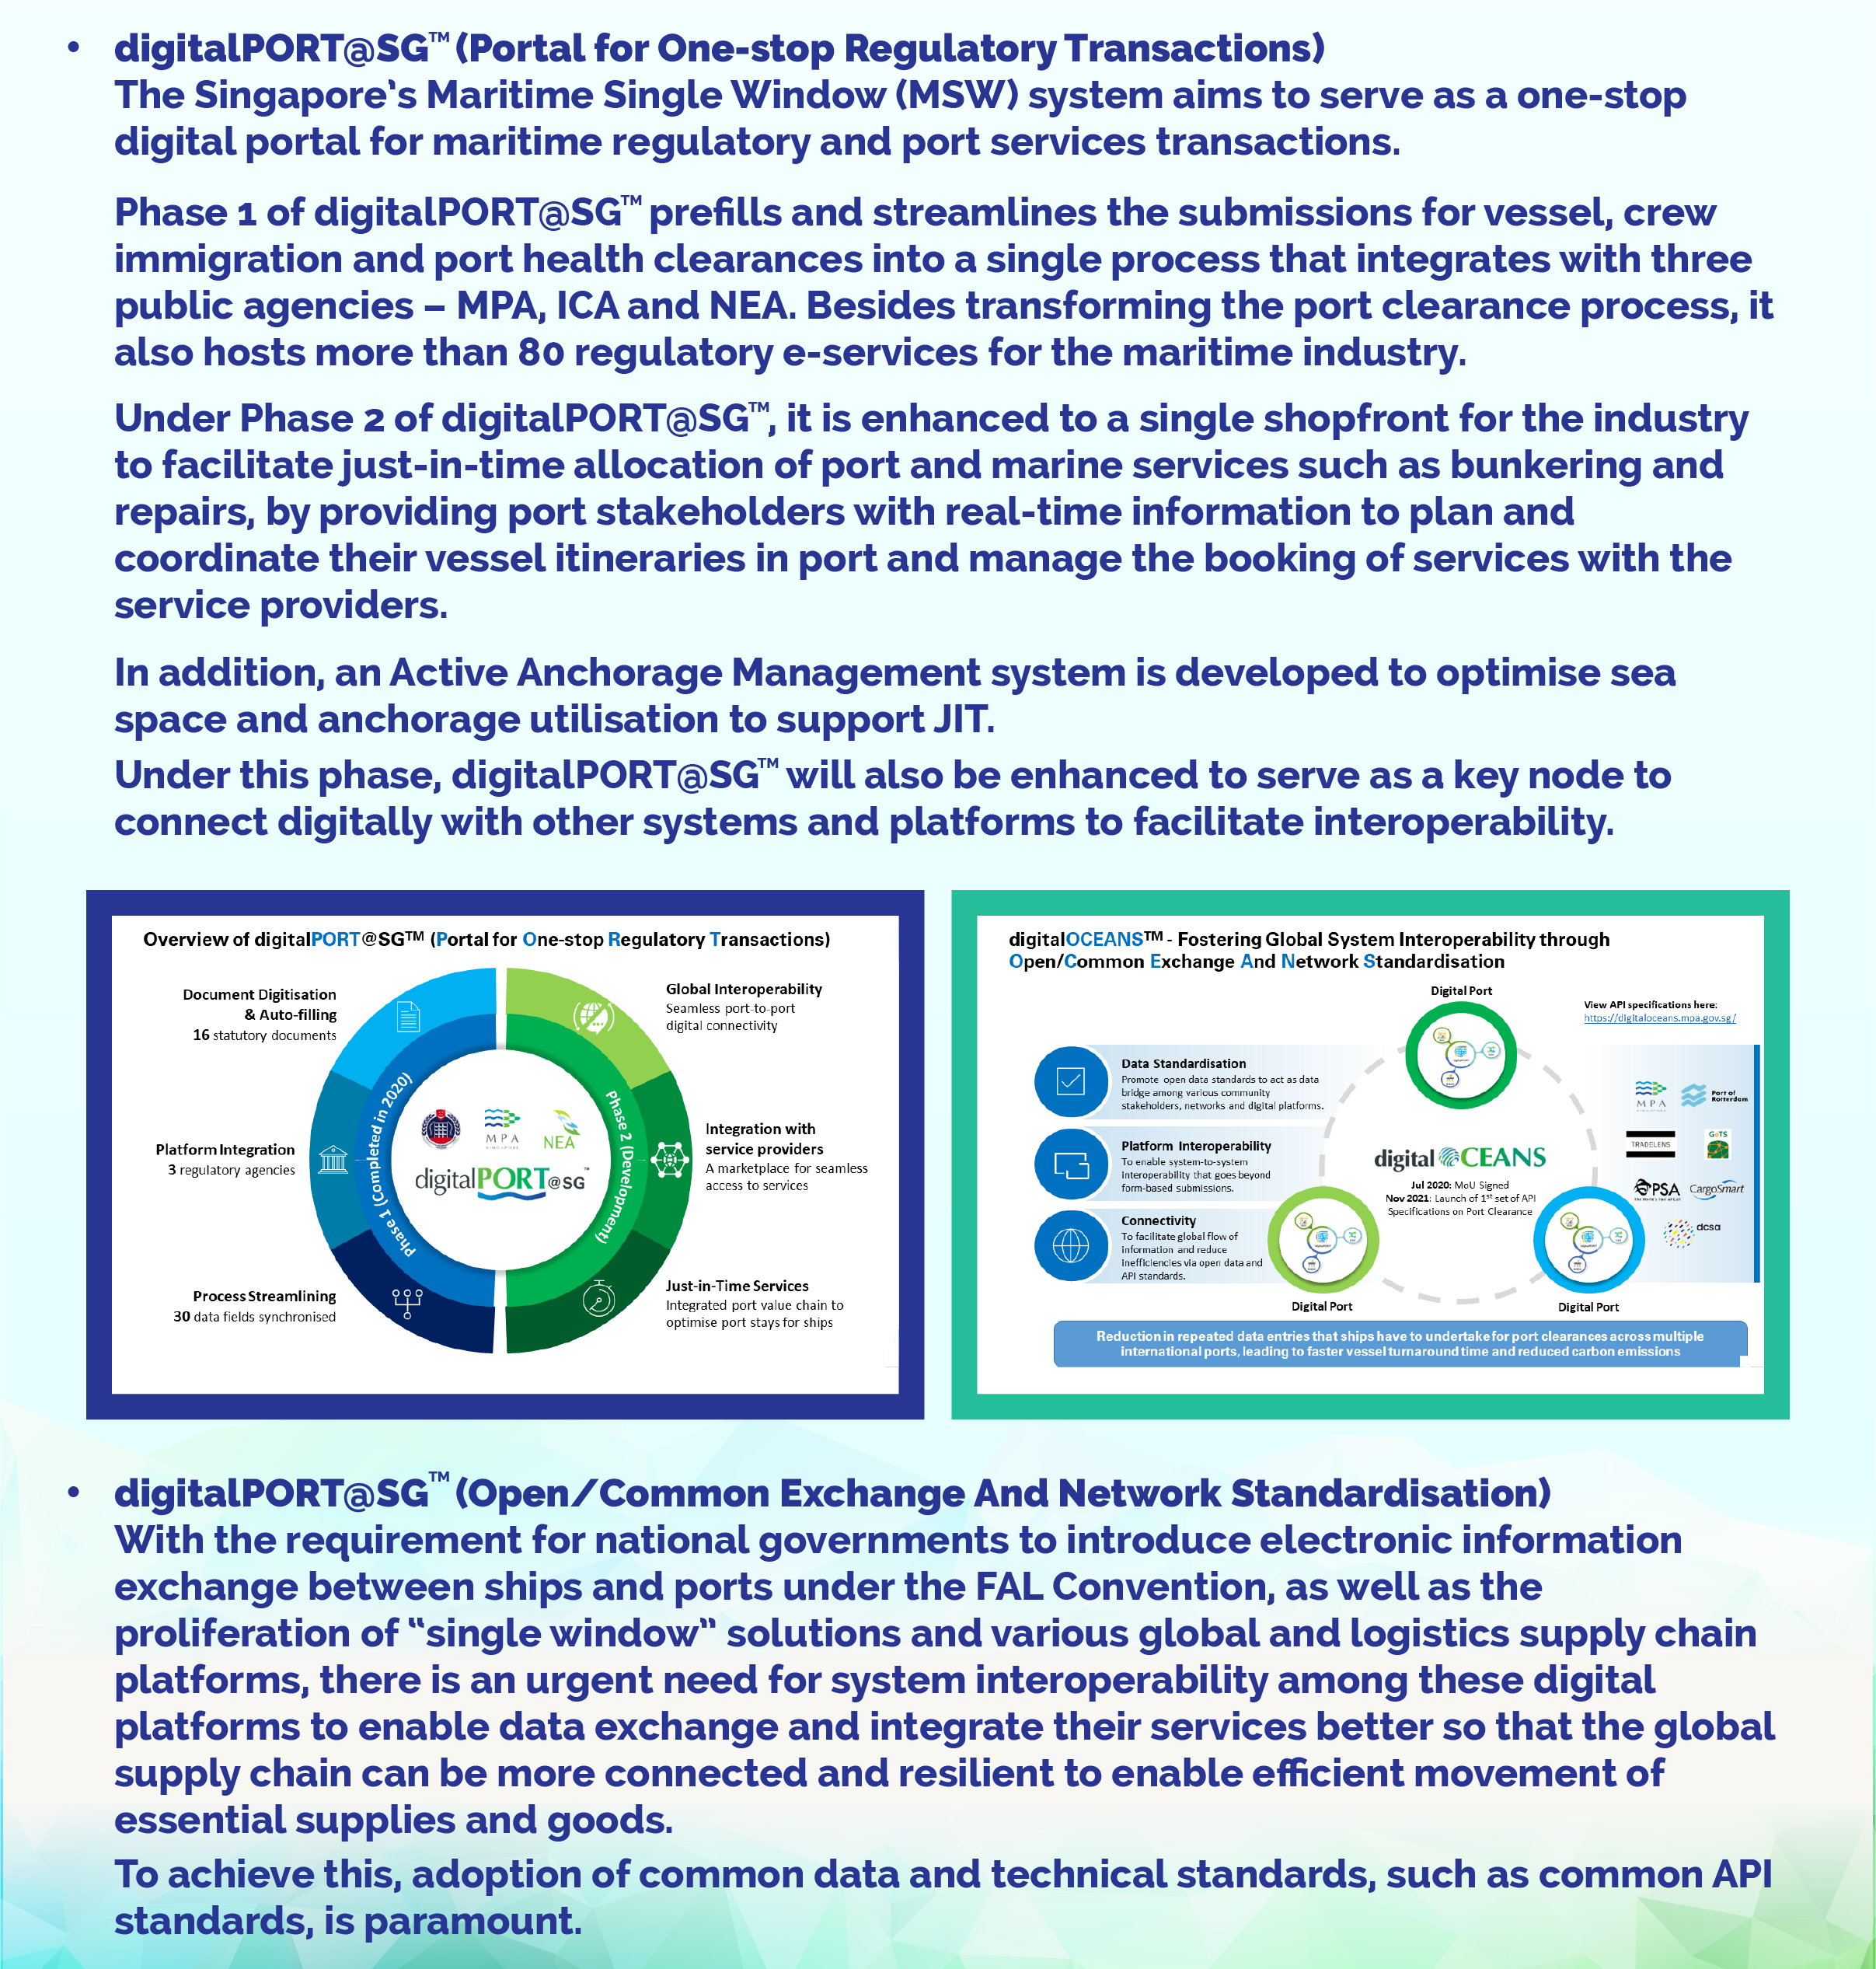 • digitalPORT@SG™ (Portal for One-stop Regulatory Transactions)
The Singapore's Maritime Single Window (MSW) system aims to serve as a one-stop
digital portal for maritime regulatory and port services transactions.
Phase 1 of digitalPORT@SG™ prefills and streamlines the submissions for vessel, crew
immigration and port health clearances into a single process that integrates with three
public agencies – MPA, ICA and NEA. Besides transforming the port clearance process, it
also hosts more than 80 regulatory e-services for the maritime industry.
Under Phase 2 of digitalPORT@SG™, it is enhanced to a single shopfront for the industry
to facilitate just-in-time allocation of port and marine services such as bunkering and
repairs, by providing port stakeholders with real-time information to plan and
coordinate their vessel itineraries in port and manage the booking of services with the
service providers.
In addition, an Active Anchorage Management system is developed to optimise sea
space and anchorage utilisation to support JIT.
Under this phase, digitalPORT@SG™ will also be enhanced to serve as a key node to
connect digitally with other systems and platforms to facilitate interoperability.
Overview of digitalPORT@SG™ (Portal for One-stop Regulatory Transactions)
Document Digitisation
& Auto-filling
16 statutory documents
Platform Integration
3 regulatory agencies
Process Streamlining
30 data fields synchronised
Phase 1 (Completed in 2020)
MPA
SINGAPORE
NEA
digitalPORT@SG™
Phase 2 (Development)
Global Interoperability
Seamless port-to-port
digital connectivity
Integration with
service providers
A marketplace for seamless
access to services
Just-in-Time Services
Integrated port value chain to
optimise port stays for ships
digitalOCEANS™ - Fostering Global System Interoperability through
Open/Common Exchange And Network Standardisation
Digital Port
View API specifications here:
https://digitaloceans.mpa.gov.sg/
Data Standardisation
Promote open data standards to act as data
bridge among various community
stakeholders, networks and digital platforms.
Platform Interoperability
To enable system-to-system
Interoperability that goes beyond
form-based submissions.
Connectivity
To facilitate global flow of
information and reduce
Inefficiencies via open data and
API standards.
digital OCEANS
Jul 2020: MoU Signed
Nov 2021: Launch of 1st set of API
Specifications on Port Clearance
Digital Port
Digital Port
MPA
SINGAPORE
Port of
Rotterdam
TRADELENS
GeTS
PSA
CargoSmart
dcsa
Reduction in repeated data entries that ships have to undertake for port clearances across multiple
international ports, leading to faster vessel turnaround time and reduced carbon emissions
• digitalPORT@SG™ (Open/Common Exchange And Network Standardisation)
With the requirement for national governments to introduce electronic information
exchange between ships and ports under the FAL Convention, as well as the
proliferation of “single window” solutions and various global and logistics supply chain
platforms, there is an urgent need for system interoperability among these digital
platforms to enable data exchange and integrate their services better so that the global
supply chain can be more connected and resilient to enable efficient movement of
essential supplies and goods.
To achieve this, adoption of common data and technical standards, such as common API
standards, is paramount.